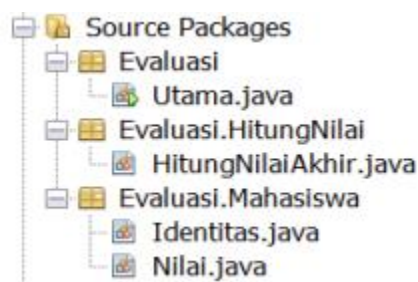 Source Packages
Evaluasi
Utama.java
Evaluasi.HitungNilai
HitungNilaiAkhir.java
Evaluasi.Mahasiswa
Identitas.java
Nilai.java